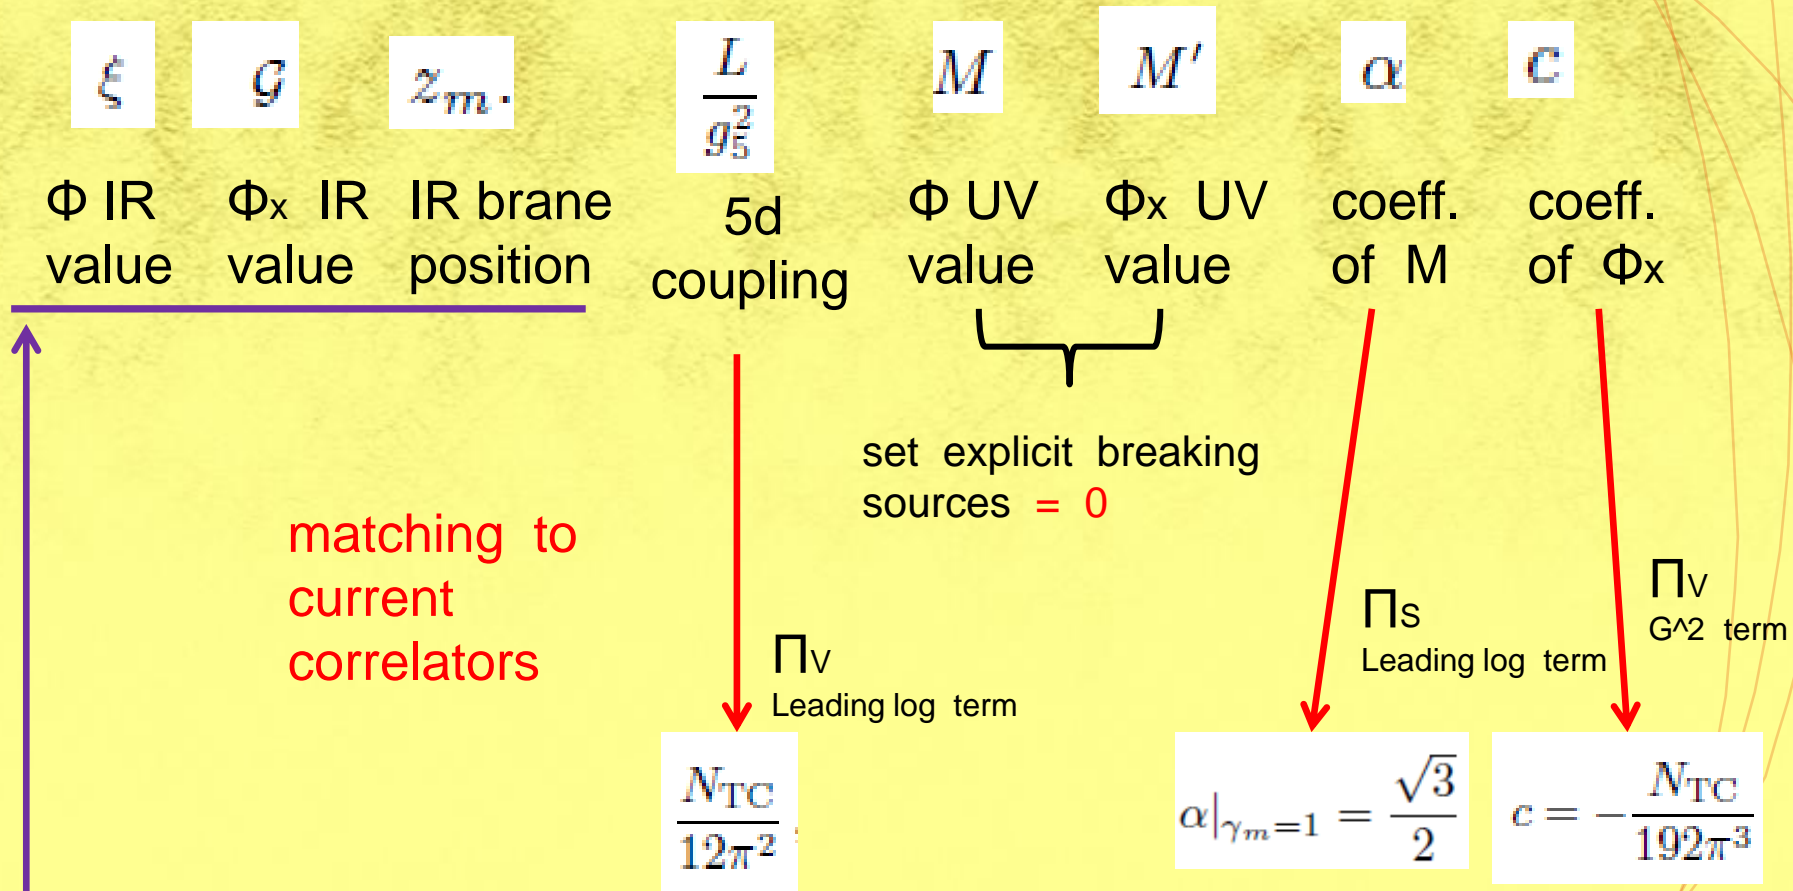 ξ 𝒢 z_m. L/g_5^2 M M′ α c
Φ IR value
Φx IR value
IR brane position
5d coupling
Φ UV value
Φx UV value
coeff. of M
coeff. of Φx
set explicit breaking
sources = 0
matching to
current
correlators
ΠV
Leading log term
ΠS
Leading log term
ΠV
G^2 term
N_TC/12π^2
α|_{γ_m=1} = √3/2
c = −N_TC/192π^3